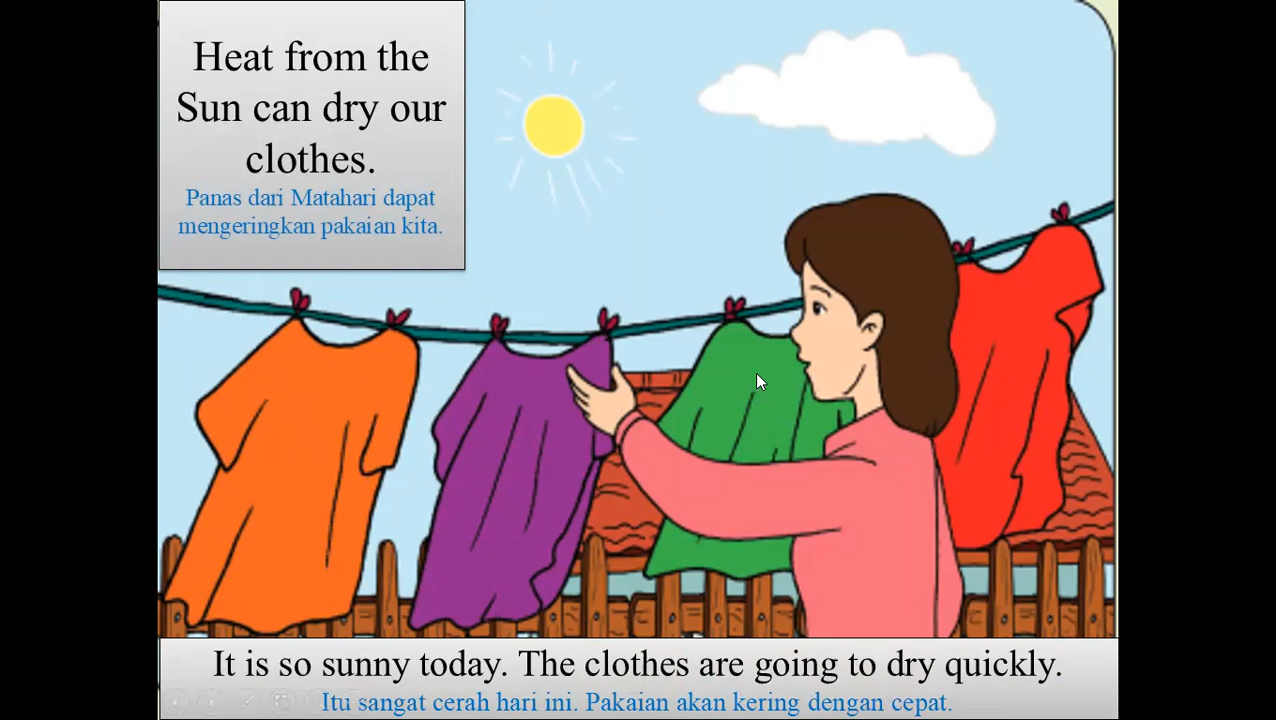 Heat from the
Sun can dry our
clothes.
Panas dari Matahari dapat
mengeringkan pakaian kita.
It is so sunny today. The clothes are going to dry quickly.
Itu sangat cerah hari ini. Pakaian akan kering dengan cepat.